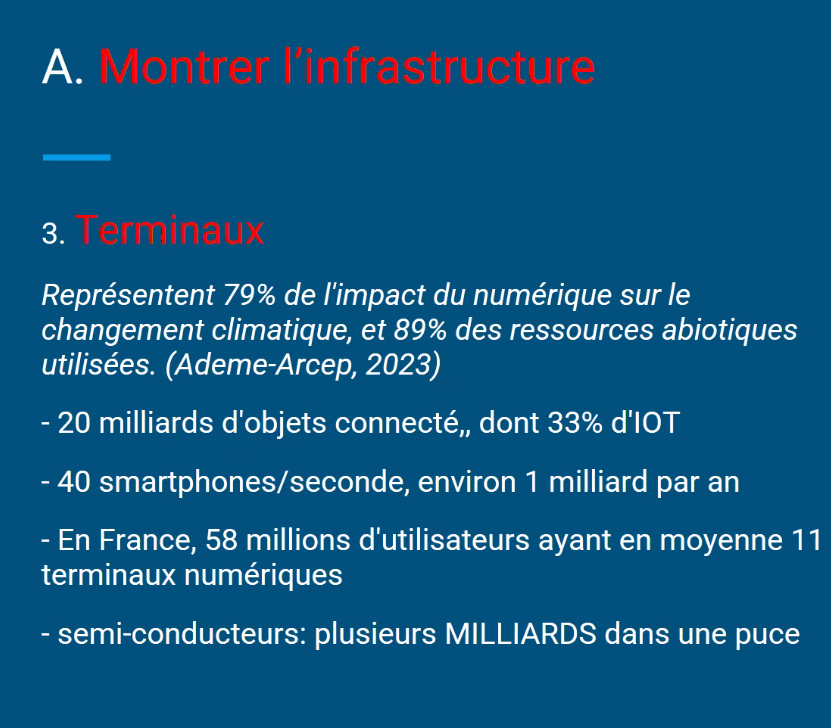 A. Montrer l’infrastructure
3. Terminaux
Représentent 79% de l'impact du numérique sur le
changement climatique, et 89% des ressources abiotiques
utilisées. (Ademe-Arcep, 2023)
- 20 milliards d'objets connecté,, dont 33% d'IOT
- 40 smartphones/seconde, environ 1 milliard par an
- En France, 58 millions d'utilisateurs ayant en moyenne 11
terminaux numériques
- semi-conducteurs: plusieurs MILLIARDS dans une puce